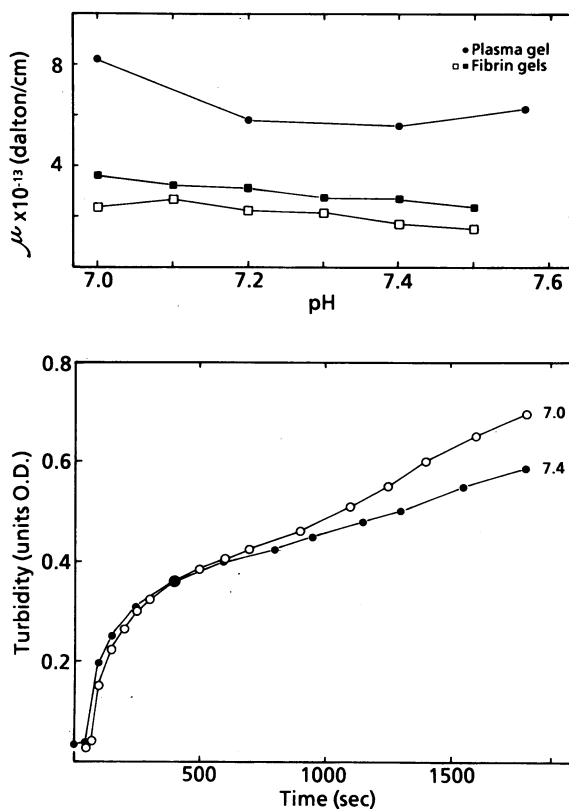 8
4
μ x10⁻¹³ (dalton/cm)
● Plasma gel
□ ■ Fibrin gels
7.0 7.2 7.4 7.6
pH
0.8
0.6
0.4
0.2
Turbidity (units O.D.)
7.0
7.4
500 1000 1500
Time (sec)